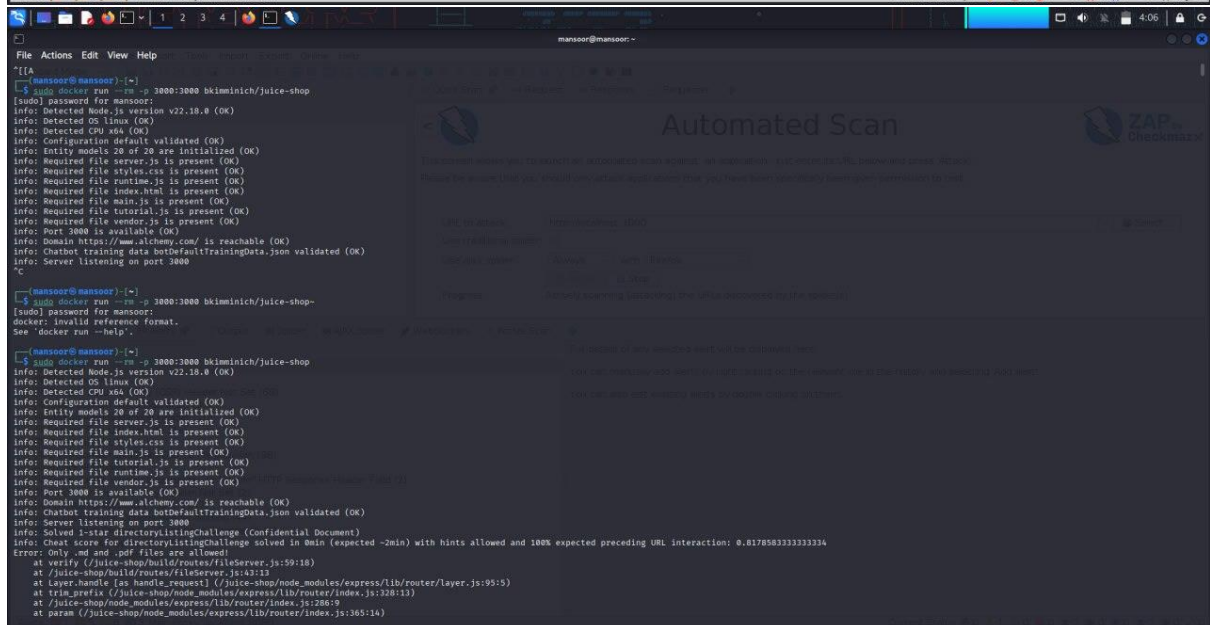 1 2 3 4
4:06
mansoor@mansoor: ~
File Actions Edit View Help
^[[A
(mansoor㉿mansoor)-[~]
$ sudo docker run --rm -p 3000:3000 bkimminich/juice-shop
[sudo] password for mansoor:
info: Detected Node.js version v22.18.0 (OK)
info: Detected OS linux (OK)
info: Detected CPU x64 (OK)
info: Configuration default validated (OK)
info: Entity models 20 of 20 are initialized (OK)
info: Required file server.js is present (OK)
info: Required file styles.css is present (OK)
info: Required file runtime.js is present (OK)
info: Required file index.html is present (OK)
info: Required file main.js is present (OK)
info: Required file tutorial.js is present (OK)
info: Required file vendor.js is present (OK)
info: Port 3000 is available (OK)
info: Domain https://www.alchemy.com/ is reachable (OK)
info: Chatbot training data botDefaultTrainingData.json validated (OK)
info: Server listening on port 3000
^C
(mansoor㉿mansoor)-[~]
$ sudo docker run --rm -p 3000:3000 bkimminich/juice-shop~
[sudo] password for mansoor:
docker: invalid reference format.
See 'docker run --help'.
(mansoor㉿mansoor)-[~]
$ sudo docker run --rm -p 3000:3000 bkimminich/juice-shop
info: Detected Node.js version v22.18.0 (OK)
info: Detected OS linux (OK)
info: Detected CPU x64 (OK)
info: Configuration default validated (OK)
info: Entity models 20 of 20 are initialized (OK)
info: Required file server.js is present (OK)
info: Required file index.html is present (OK)
info: Required file styles.css is present (OK)
info: Required file main.js is present (OK)
info: Required file tutorial.js is present (OK)
info: Required file runtime.js is present (OK)
info: Required file vendor.js is present (OK)
info: Port 3000 is available (OK)
info: Domain https://www.alchemy.com/ is reachable (OK)
info: Chatbot training data botDefaultTrainingData.json validated (OK)
info: Server listening on port 3000
info: Solved 1-star directoryListingChallenge (Confidential Document)
info: Cheat score for directoryListingChallenge solved in 0min (expected ~2min) with hints allowed and 100% expected preceding URL interaction: 0.8178583333333334
Error: Only .md and .pdf files are allowed!
at verify (/juice-shop/build/routes/fileServer.js:59:18)
at /juice-shop/build/routes/fileServer.js:43:13
at Layer.handle [as handle_request] (/juice-shop/node_modules/express/lib/router/layer.js:95:5)
at trim_prefix (/juice-shop/node_modules/express/lib/router/index.js:328:13)
at /juice-shop/node_modules/express/lib/router/index.js:286:9
at param (/juice-shop/node_modules/express/lib/router/index.js:365:14)
Automated Scan
ZAP by
Checkmarx